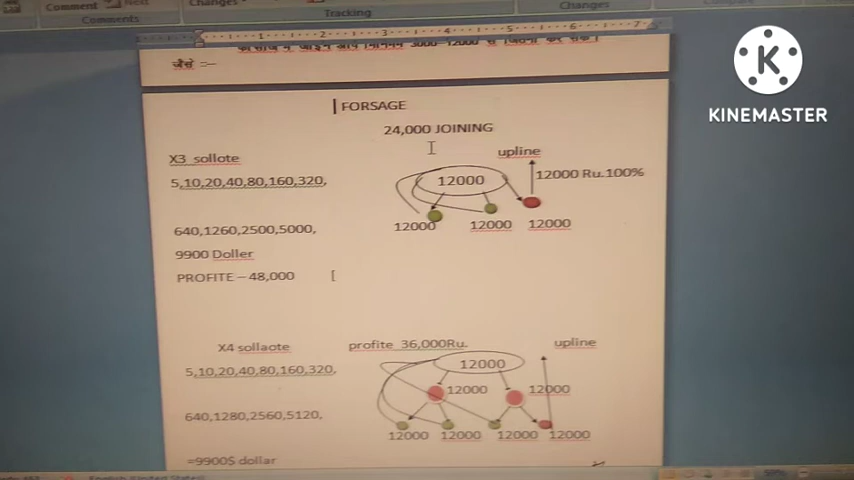 Comment
Next
Changes
Comments
Tracking
Changes
Compare
जैसे :--
FORSAGE
24,000 JOINING
X3 sollote
upline
5,10,20,40,80,160,320,
12000
12000 Ru.100%
12000
12000
12000
640,1260,2500,5000,
9900 Doller
PROFITE – 48,000
[
X4 sollaote
profite 36,000Ru.
upline
12000
5,10,20,40,80,160,320,
12000
12000
640,1280,2560,5120,
12000
12000
12000
12000
=9900$ dollar
KINEMASTER